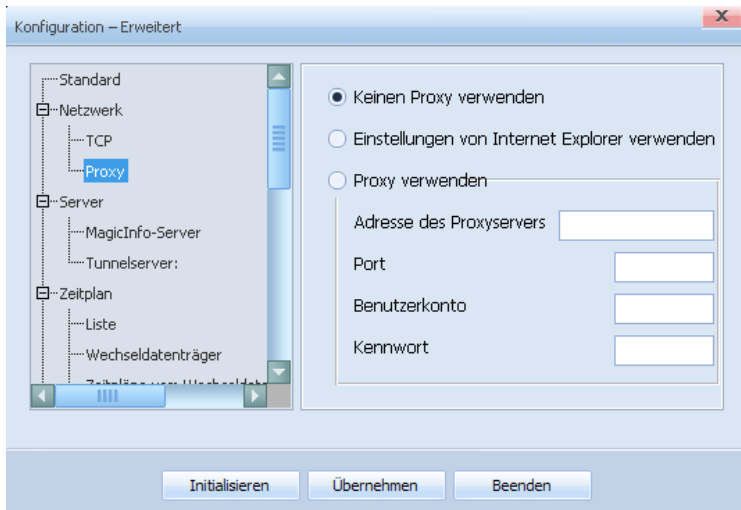 Konfiguration – Erweitert
x
Standard
Netzwerk
TCP
Proxy
Server
MagicInfo-Server
Tunnelserver:
Zeitplan
Liste
Wechseldatenträger
Keinen Proxy verwenden
Einstellungen von Internet Explorer verwenden
Proxy verwenden
Adresse des Proxyservers
Port
Benutzerkonto
Kennwort
Initialisieren
Übernehmen
Beenden